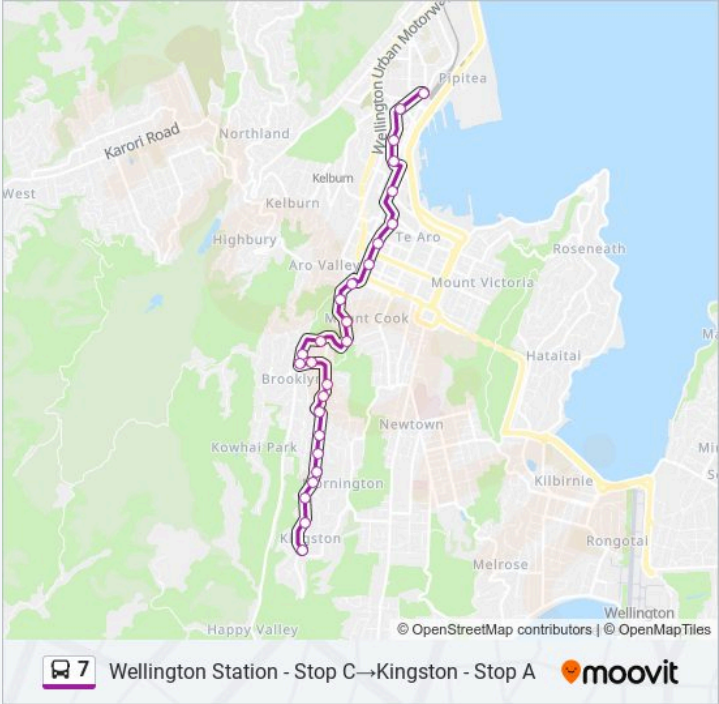 Wellington Urban Motorwa
Pipitea
Karori Road
Northland
West
Kelburn
Kelburn
Highbury
Te Aro
Roseneath
Aro Valley
Mount Victoria
Mount Cook
Hataitai
Brooklyn
Newtown
Kowhai Park
Kilbirnie
ornington
Kingston
Rongotai
Melrose
Wellington
Happy Valley
© OpenStreetMap contributors | © OpenMapTiles
7 Wellington Station - Stop C→Kingston - Stop A
moovit